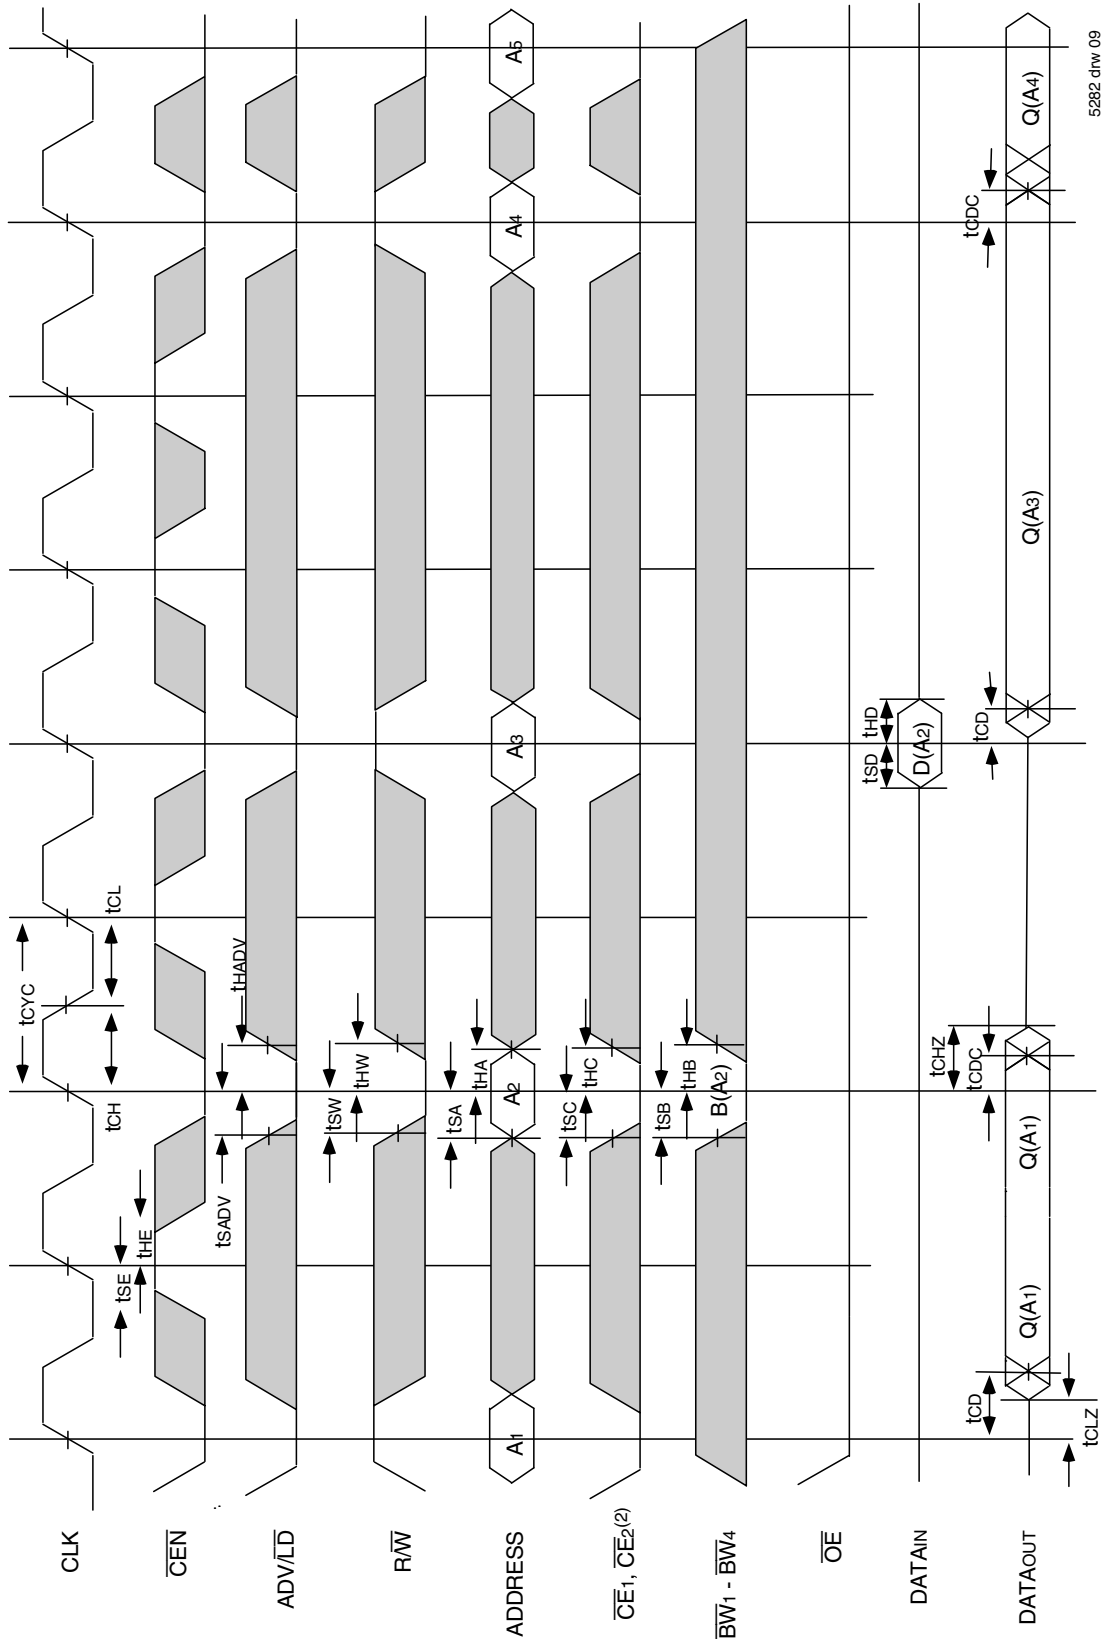 CLK
tCYC
tCH
tCL
tSE
tHE
CEN
tSADV
tHADV
ADV/LD
tSW
tHW
R/W
tSA
tHA
ADDRESS
A1
A2
A3
A4
A5
tSC
tHC
CE1, CE2(2)
tSB
tHB
B(A2)
BW1 - BW4
OE
tSD
tHD
DATAIN
D(A2)
tCD
tCLZ
tCHZ
tCDC
tCD
tCDC
DATAOUT
Q(A1)
Q(A1)
Q(A3)
Q(A4)
5282 drw 09